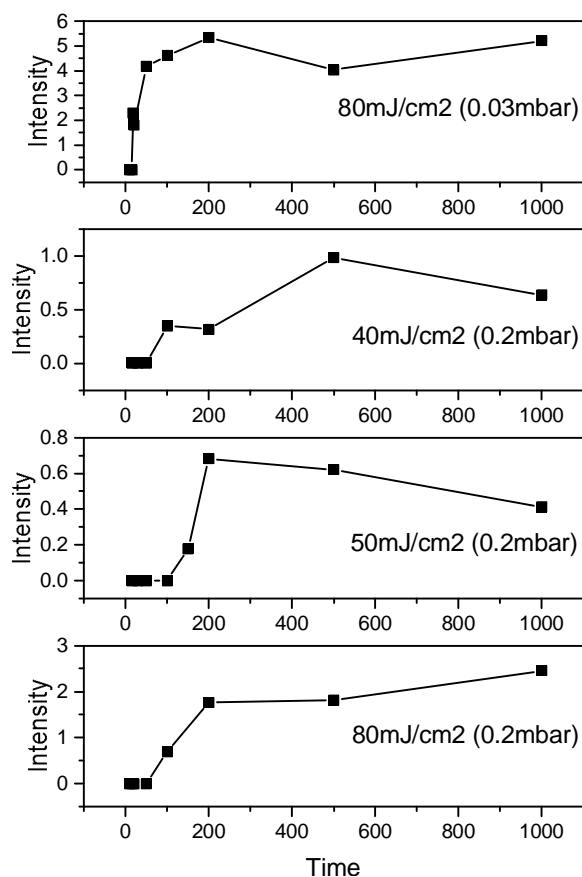 6
5
4
3
2
1
0
Intensity
80mJ/cm2 (0.03mbar)
0 200 400 600 800 1000
1.0
0.5
0.0
Intensity
40mJ/cm2 (0.2mbar)
0 200 400 600 800 1000
0.8
0.6
0.4
0.2
0.0
Intensity
50mJ/cm2 (0.2mbar)
0 200 400 600 800 1000
3
2
1
0
Intensity
80mJ/cm2 (0.2mbar)
0 200 400 600 800 1000
Time